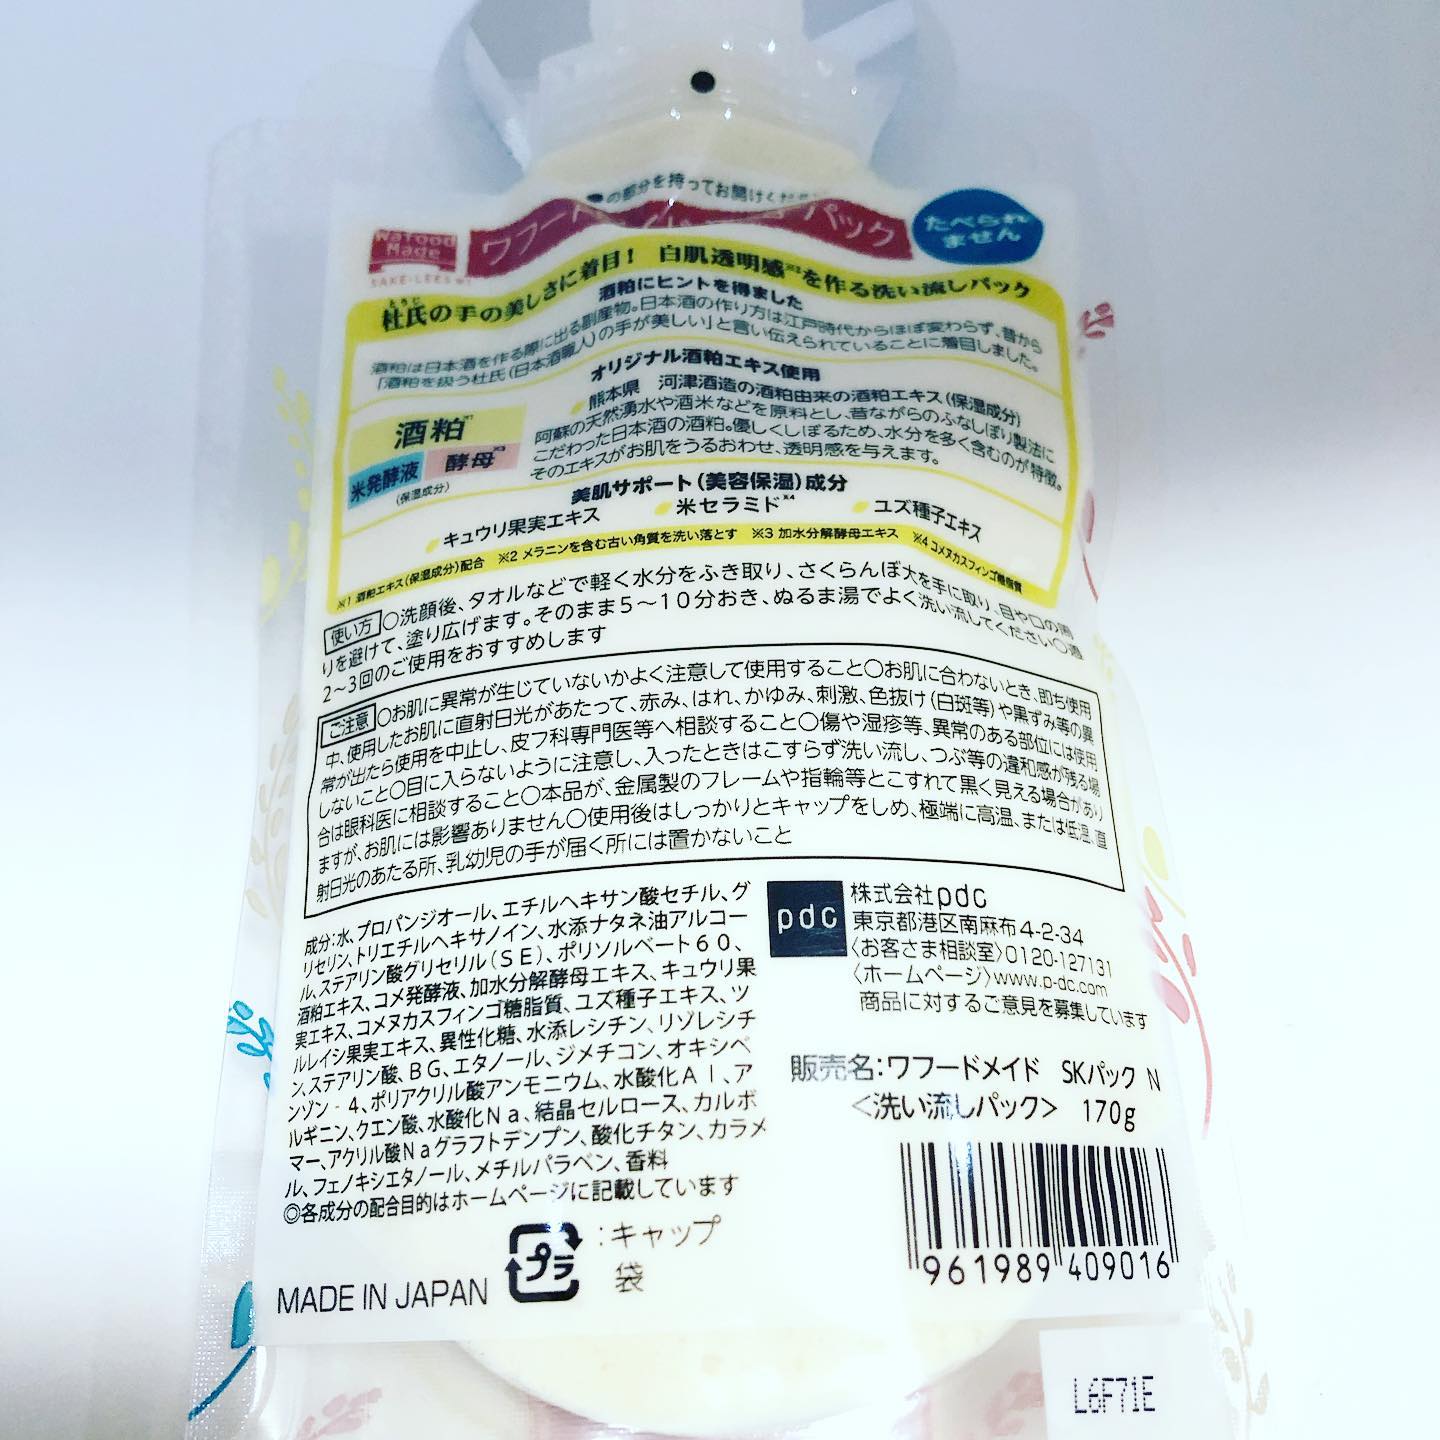 の部分を持ってお開けくだ
Wafood
Made
SAKE-LEES
ワフー
パック
たべられ
ません
杜氏の手の美しさに着目! 白肌透明感を作る洗い流しパック
とうじ
酒粕にヒントを得ました
酒粕は日本酒を作る際に出る副産物。日本酒の作り方は江戸時代からほぼ変わらず、昔から
「酒粕を扱う杜氏(日本酒職人)の手が美しい」と言い伝えられていることに着目しました。
オリジナル酒粕エキス使用
熊本県 河津酒造の酒粕由来の酒粕エキス(保湿成分)
阿蘇の天然湧水や酒米などを原料とし、昔ながらのふなしぼり製法に
こだわった日本酒の酒粕。優しくしぼるため、水分を多く含むのが特徴。
そのエキスがお肌をうるおわせ、透明感を与えます。
酒粕※1
米発酵液 酵母※3
(保湿成分)
美肌サポート(美容保湿)成分
キュウリ果実エキス 米セラミド※4 ユズ種子エキス
※1 酒粕エキス(保湿成分)配合 ※2 メラニンを含む古い角質を洗い落とす ※3 加水分解酵母エキス ※4 コメヌカスフィンゴ糖脂質
使い方 〇洗顔後、タオルなどで軽く水分をふき取り、さくらんぼ大を手に取り、目や口の周
りを避けて、塗り広げます。そのまま5〜10分おき、ぬるま湯でよく洗い流してください〇週
2〜3回のご使用をおすすめします
ご注意 〇お肌に異常が生じていないかよく注意して使用すること〇お肌に合わないとき、即ち使用
中、使用したお肌に直射日光があたって、赤み、はれ、かゆみ、刺激、色抜け(白斑等)や黒ずみ等の異
常が出たら使用を中止し、皮フ科専門医等へ相談すること〇傷や湿疹等、異常のある部位には使用
しないこと〇目に入らないように注意し、入ったときはこすらず洗い流し、つぶ等の違和感が残る場
合は眼科医に相談すること〇本品が、金属製のフレームや指輪等とこすれて黒く見える場合があり
ますが、お肌には影響ありません〇使用後はしっかりとキャップをしめ、極端に高温、または低温、直
射日光のあたる所、乳幼児の手が届く所には置かないこと
成分:水、プロパンジオール、エチルヘキサン酸セチル、グ
リセリン、トリエチルヘキサノイン、水添ナタネ油アルコー
ル、ステアリン酸グリセリル(SE)、ポリソルベート60、
酒粕エキス、コメ発酵液、加水分解酵母エキス、キュウリ果
実エキス、コメヌカスフィンゴ糖脂質、ユズ種子エキス、ツ
ルレイシ果実エキス、異性化糖、水添レシチン、リゾレシチ
ン、ステアリン酸、BG、エタノール、ジメチコン、オキシベ
ンゾン-4、ポリアクリル酸アンモニウム、水酸化Al、ア
ルギニン、クエン酸、水酸化Na、結晶セルロース、カルボ
マー、アクリル酸Naグラフトデンプン、酸化チタン、カラメ
ル、フェノキシエタノール、メチルパラベン、香料
◎各成分の配合目的はホームページに記載しています
pdc
株式会社pdc
東京都港区南麻布4-2-34
〈お客さま相談室〉0120-127131
〈ホームページ〉www.p-dc.com
商品に対するご意見を募集しています
販売名:ワフードメイド SKパック N
<洗い流しパック> 170g
961989 409016
MADE IN JAPAN
プラ
:キャップ
袋
L6F71E